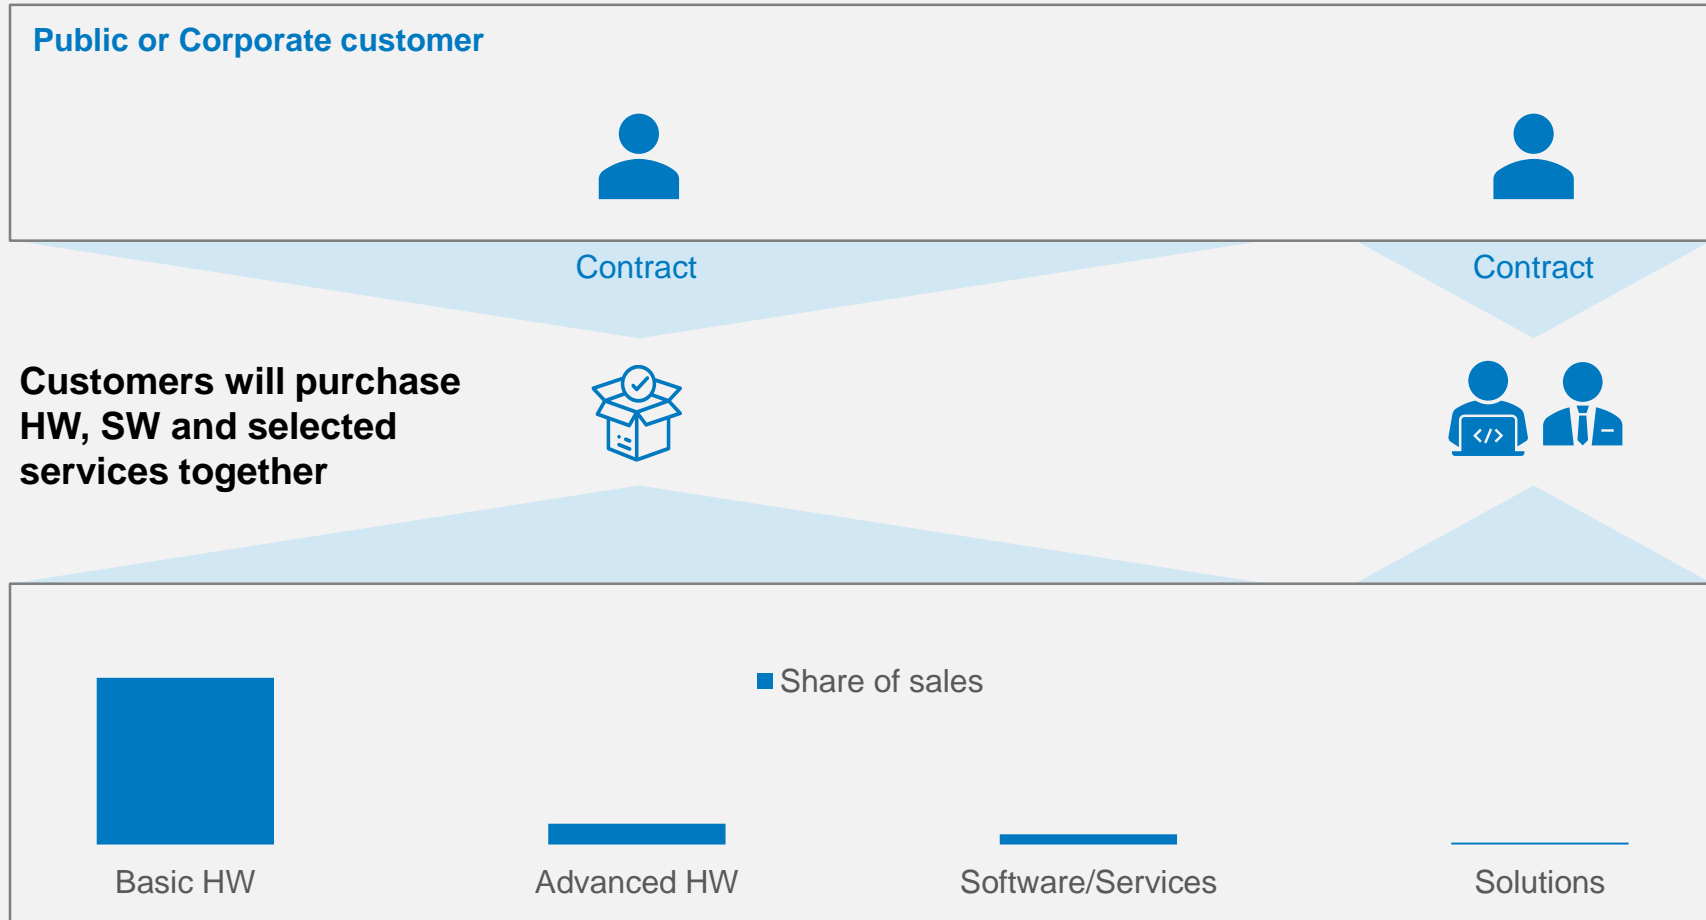 Public or Corporate customer
Contract
Contract
Customers will purchase
HW, SW and selected
services together
</>
Share of sales
Basic HW
Advanced HW
Software/Services
Solutions